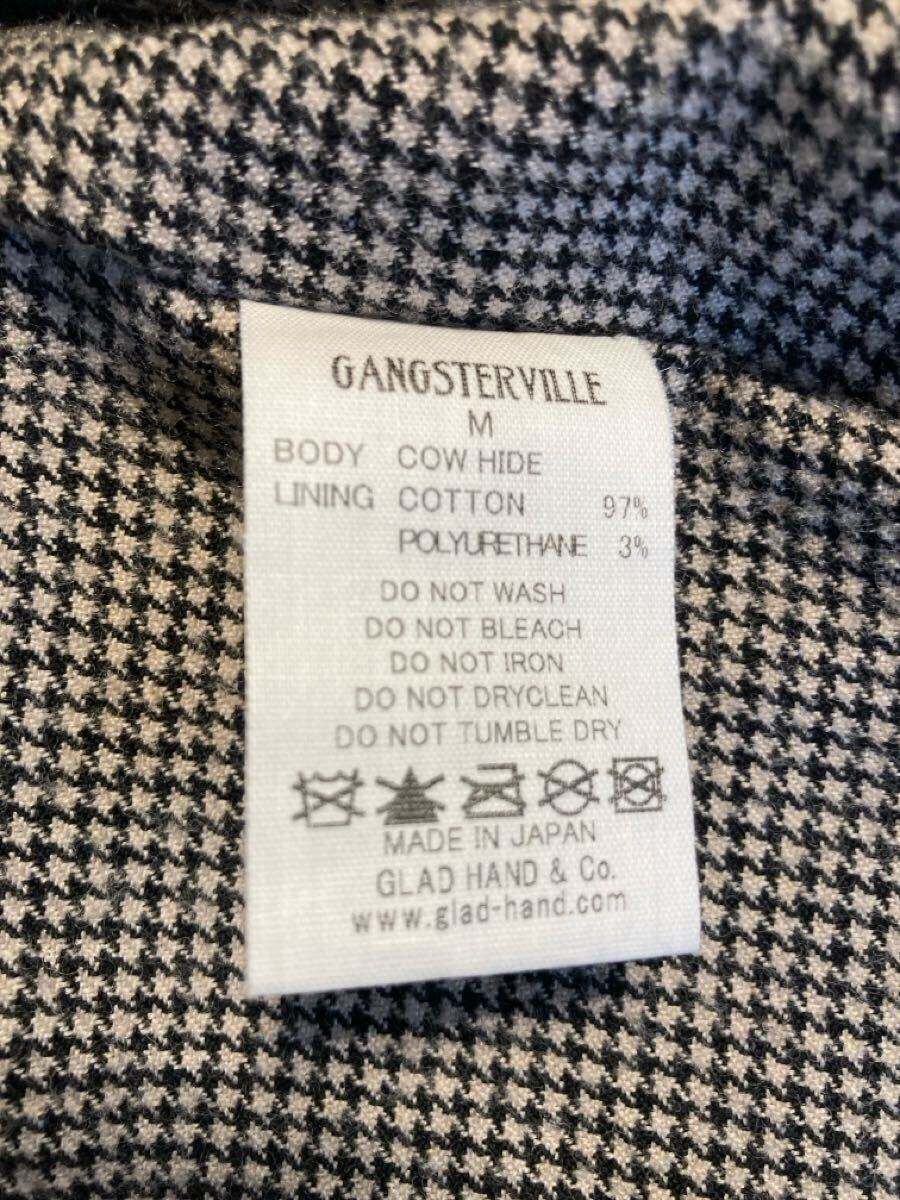 GANGSTERVILLE
M
BODY COW HIDE
LINING COTTON 97%
POLYURETHANE 3%
DO NOT WASH
DO NOT BLEACH
DO NOT IRON
DO NOT DRYCLEAN
DO NOT TUMBLE DRY
MADE IN JAPAN
GLAD HAND & Co.
www.glad-hand.com